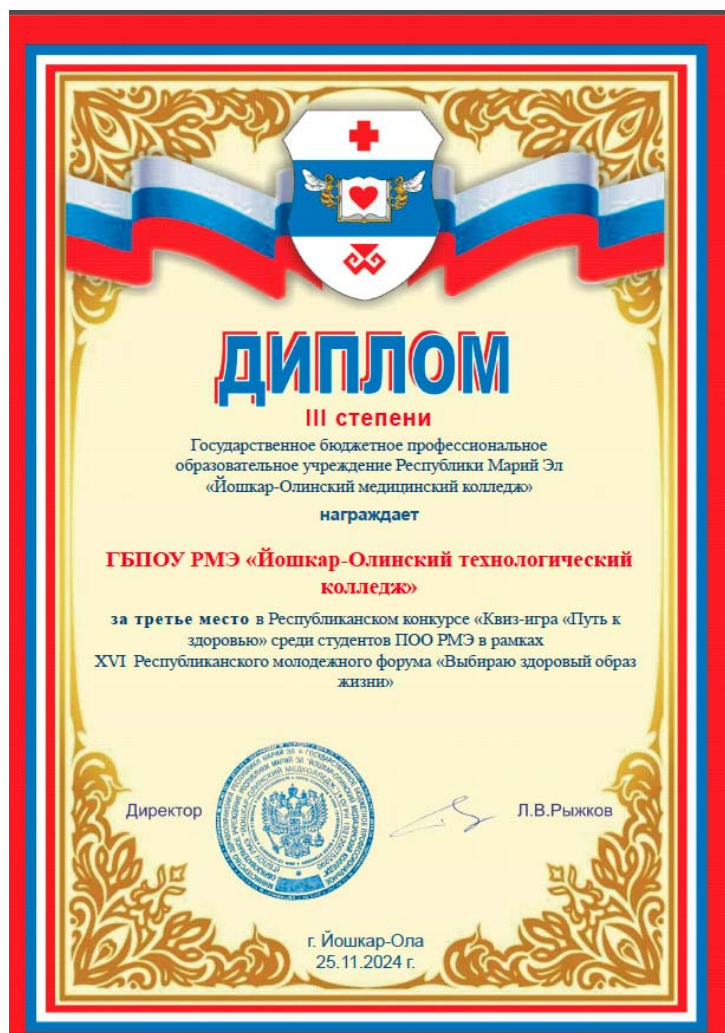 ДИПЛОМ
III степени
Государственное бюджетное профессиональное
образовательное учреждение Республики Марий Эл
«Йошкар-Олинский медицинский колледж»
награждает
ГБПОУ РМЭ «Йошкар-Олинский технологический
колледж»
за третье место в Республиканском конкурсе «Квиз-игра «Путь к
здоровью» среди студентов ПОО РМЭ в рамках
XVI Республиканского молодежного форума «Выбираю здоровый образ
жизни»
Директор
Л.В.Рыжков
г. Йошкар-Ола
25.11.2024 г.